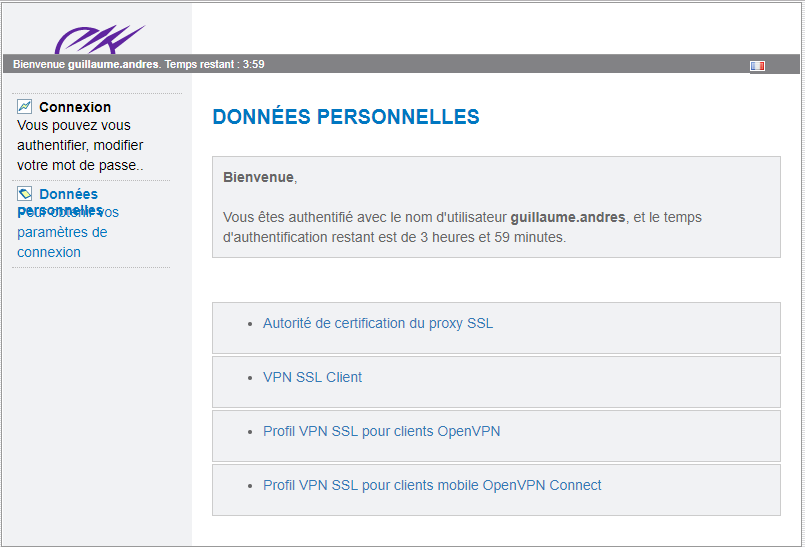 Bienvenue guillaume.andres. Temps restant : 3:59
Connexion
Vous pouvez vous
authentifier, modifier
votre mot de passe..
Données
personnelles
Pour obtenir vos
paramètres de
connexion
DONNÉES PERSONNELLES
Bienvenue,
Vous êtes authentifié avec le nom d'utilisateur guillaume.andres, et le temps
d'authentification restant est de 3 heures et 59 minutes.
Autorité de certification du proxy SSL
VPN SSL Client
Profil VPN SSL pour clients OpenVPN
Profil VPN SSL pour clients mobile OpenVPN Connect